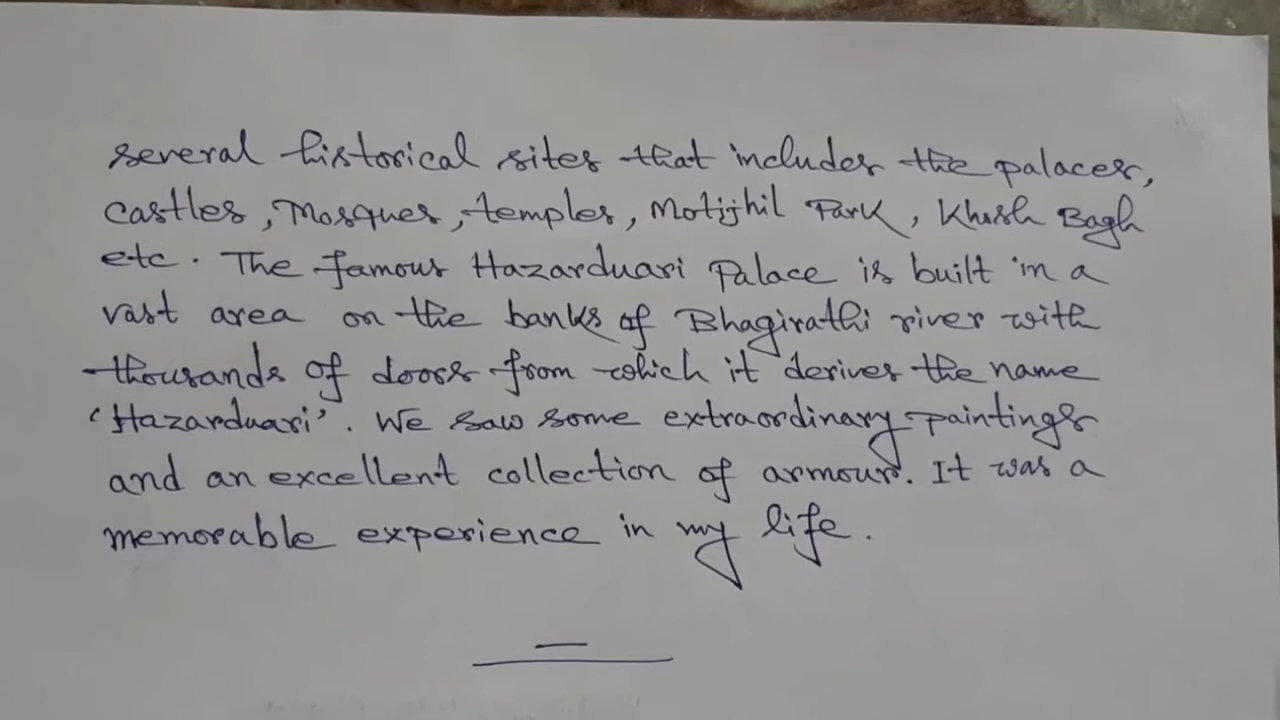 several historical sites that includes the palaces,
castles, Mosques, temples, Motijhil Park, Khush Bagh
etc. The famous Hazarduari Palace is built in a
vast area on the banks of Bhagirathi river with
thousands of doors from which it derives the name
'Hazarduari'. We saw some extraordinary paintings
and an excellent collection of armour. It was a
memorable experience in my life.